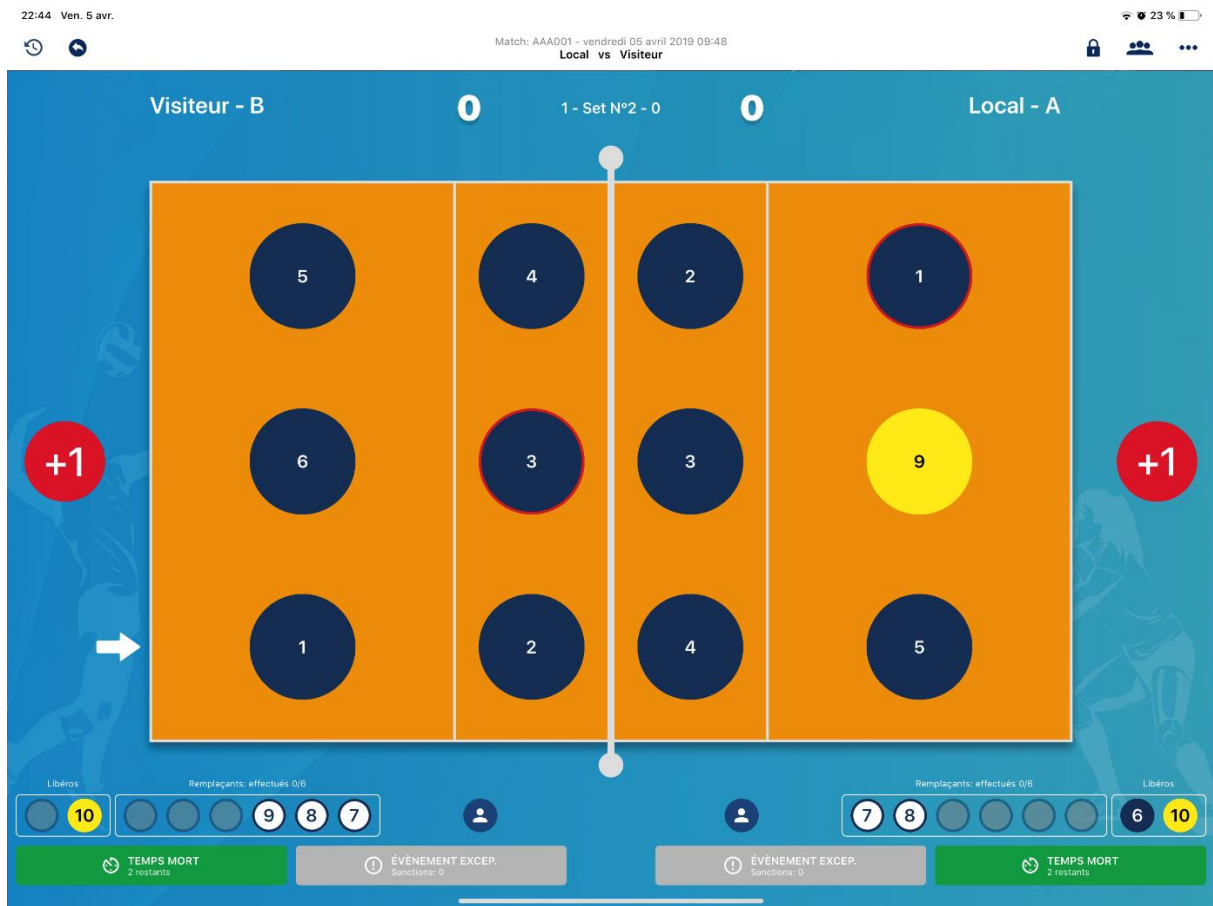 22:44 Ven. 5 avr.
23 %
Match: AAA001 - vendredi 05 avril 2019 09:48
Local vs Visiteur
Visiteur - B
0
1 - Set N°2 - 0
0
Local - A
5 4 2 1
+1
6 3 3 9
+1
1 2 4 5
Libéros
Remplaçants: effectués 0/6
Remplaçants: effectués 0/6
Libéros
10
9 8 7
7 8
6 10
TEMPS MORT
2 restants
ÉVÈNEMENT EXCEP.
Sanctions: 0
ÉVÈNEMENT EXCEP.
Sanctions: 0
TEMPS MORT
2 restants